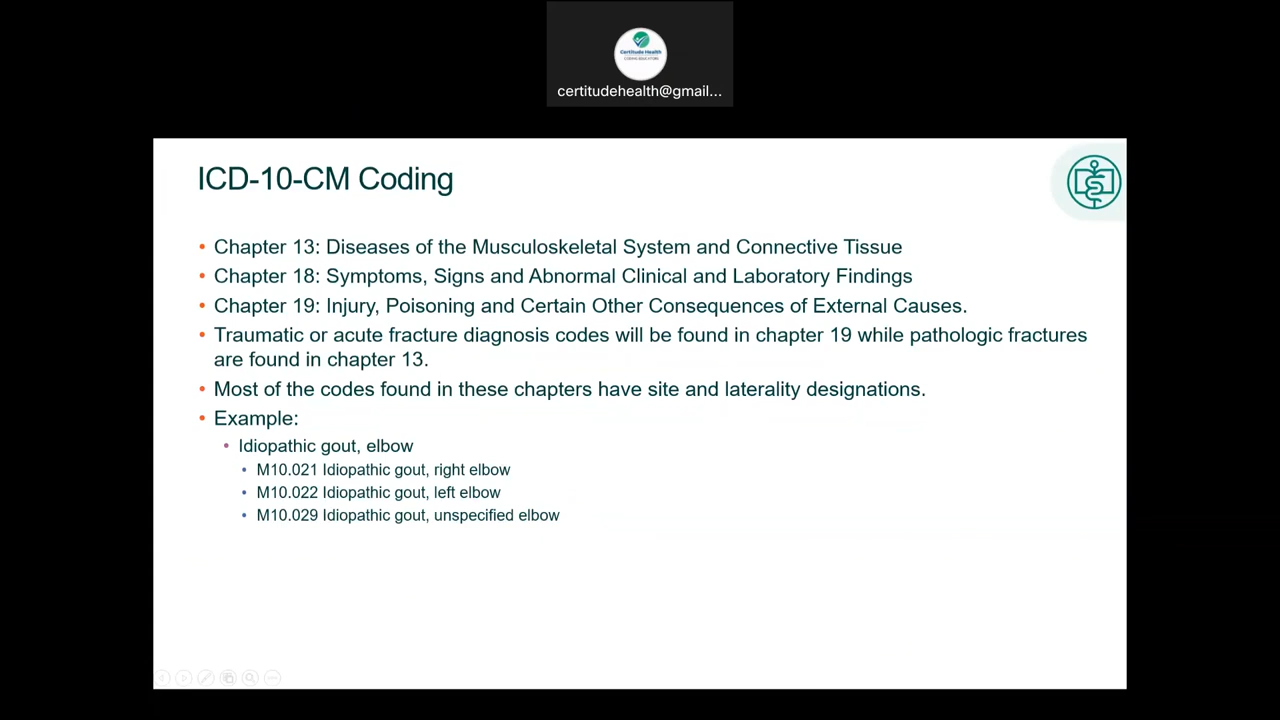 Certitude Health
CODING EDUCATORS
certitudehealth@gmail...
ICD-10-CM Coding
• Chapter 13: Diseases of the Musculoskeletal System and Connective Tissue
• Chapter 18: Symptoms, Signs and Abnormal Clinical and Laboratory Findings
• Chapter 19: Injury, Poisoning and Certain Other Consequences of External Causes.
• Traumatic or acute fracture diagnosis codes will be found in chapter 19 while pathologic fractures
are found in chapter 13.
• Most of the codes found in these chapters have site and laterality designations.
• Example:
• Idiopathic gout, elbow
• M10.021 Idiopathic gout, right elbow
• M10.022 Idiopathic gout, left elbow
• M10.029 Idiopathic gout, unspecified elbow